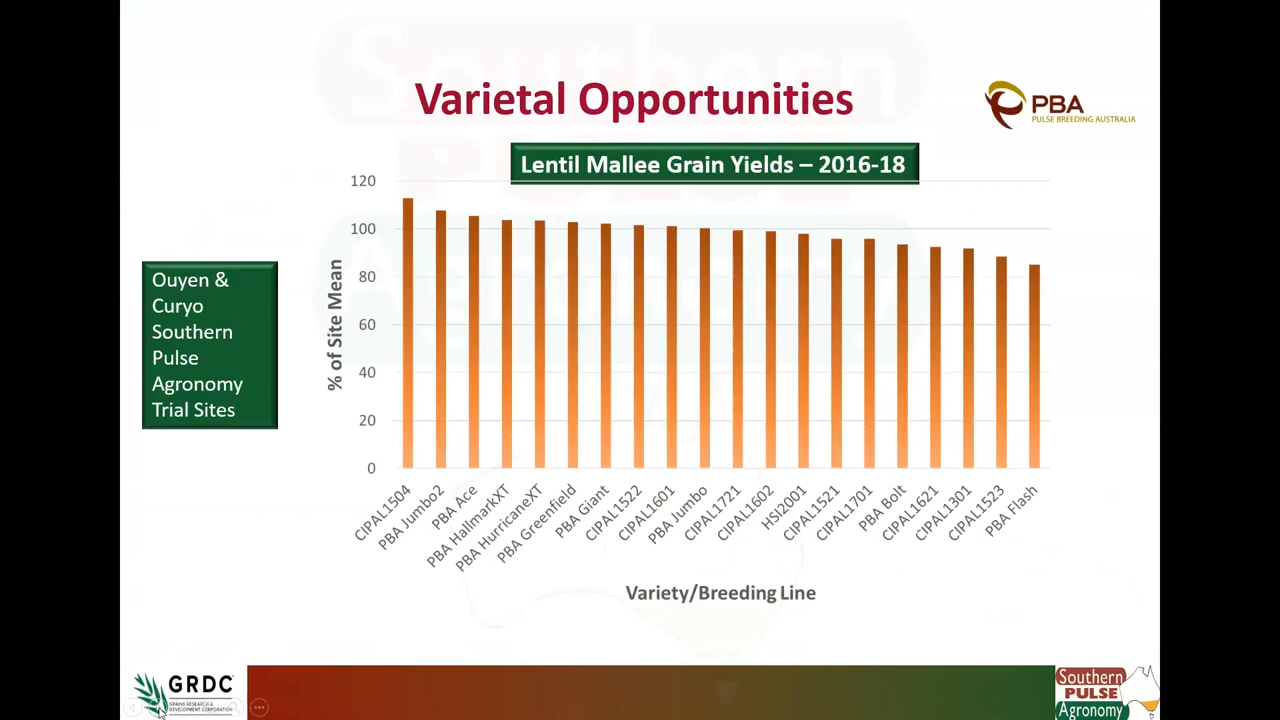 Southern
PULSE
Agronomy
Varietal Opportunities
PBA
PULSE BREEDING AUSTRALIA
Lentil Mallee Grain Yields – 2016-18
Ouyen &
Curyo
Southern
Pulse
Agronomy
Trial Sites
% of Site Mean
120
100
80
60
40
20
0
CIPAL1504
PBA Jumbo2
PBA Ace
PBA HallmarkXT
PBA HurricaneXT
PBA Greenfield
PBA Giant
CIPAL1522
CIPAL1601
PBA Jumbo
CIPAL1721
CIPAL1602
HSI2001
CIPAL1521
CIPAL1701
PBA Bolt
CIPAL1621
CIPAL1301
CIPAL1523
PBA Flash
Variety/Breeding Line
GRDC
GRAINS RESEARCH &
DEVELOPMENT CORPORATION
Southern
PULSE
Agronomy